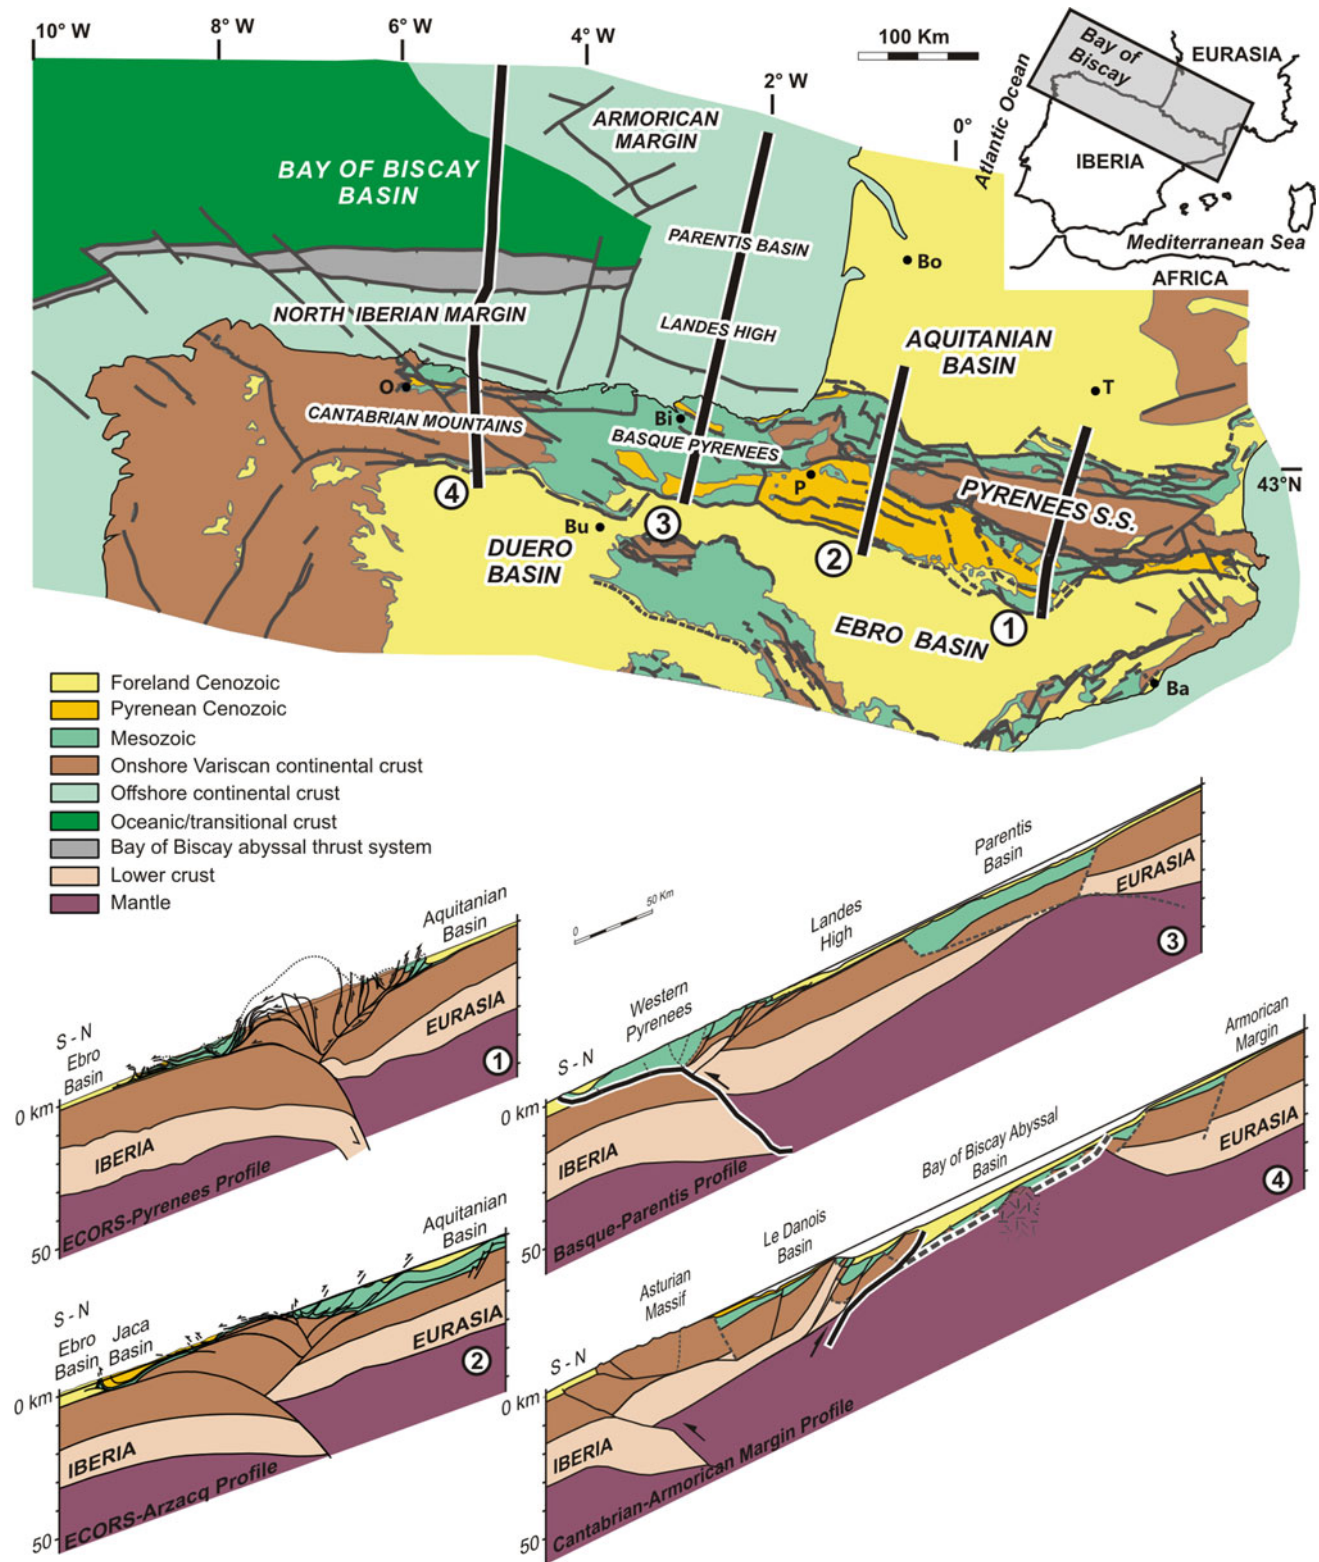 10° W
8° W
6° W
4° W
2° W
0°
100 Km
Bay of
Biscay
EURASIA
Atlantic Ocean
IBERIA
Mediterranean Sea
AFRICA
ARMORICAN
MARGIN
BAY OF BISCAY
BASIN
PARENTIS BASIN
Bo
NORTH IBERIAN MARGIN
LANDES HIGH
AQUITANIAN
BASIN
O
T
CANTABRIAN MOUNTAINS
Bi
BASQUE PYRENEES
43°N
P
PYRENEES S.S.
4
3
Bu
DUERO
BASIN
2
1
EBRO BASIN
Ba
Foreland Cenozoic
Pyrenean Cenozoic
Mesozoic
Onshore Variscan continental crust
Offshore continental crust
Oceanic/transitional crust
Bay of Biscay abyssal thrust system
Lower crust
Mantle
0
50 Km
Aquitanian
Basin
S - N
Ebro
Basin
0 km
EURASIA
IBERIA
1
50
ECORS-Pyrenees Profile
Aquitanian
Basin
S - N
Ebro
Basin
Jaca
Basin
0 km
EURASIA
IBERIA
2
50
ECORS-Arzacq Profile
Parentis
Basin
Landes
High
Western
Pyrenees
S - N
0 km
EURASIA
3
IBERIA
50
Basque-Parentis Profile
Armorican
Margin
Bay of Biscay Abyssal
Basin
Le Danois
Basin
Asturian
Massif
S - N
0 km
EURASIA
4
IBERIA
50
Cantabrian-Armorican Margin Profile